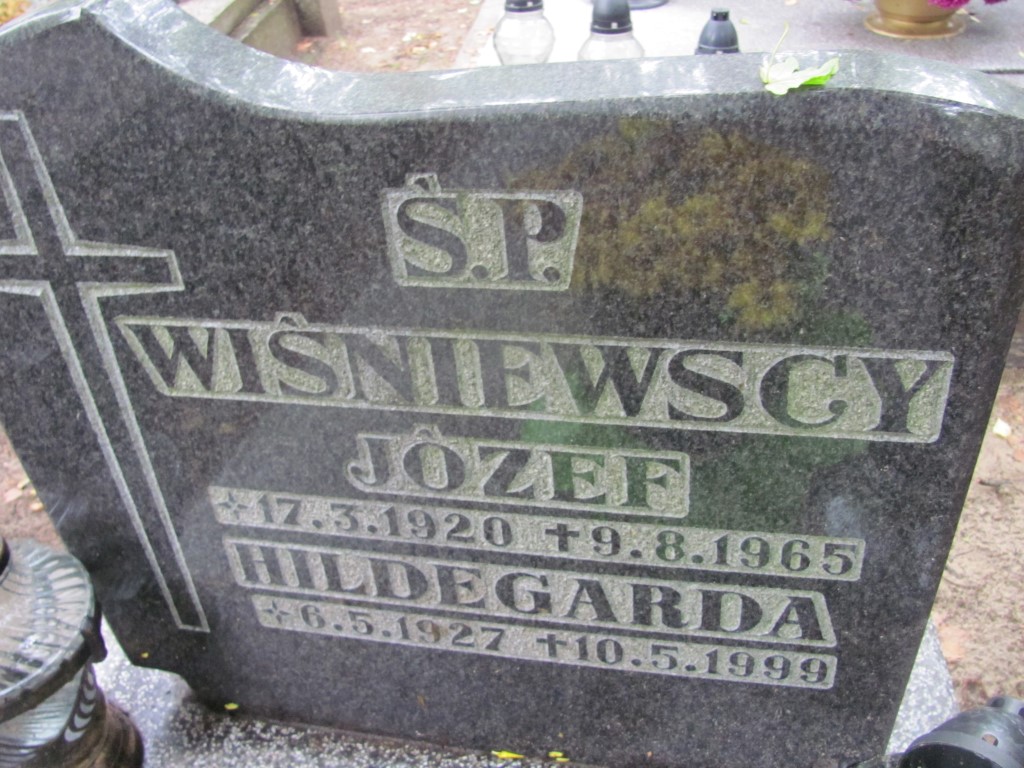 Ś.P.
WIŚNIEWSCY
JÓZEF
☆17.3.1920 ✝9.8.1965
HILDEGARDA
☆6.5.1927 ✝10.5.1999